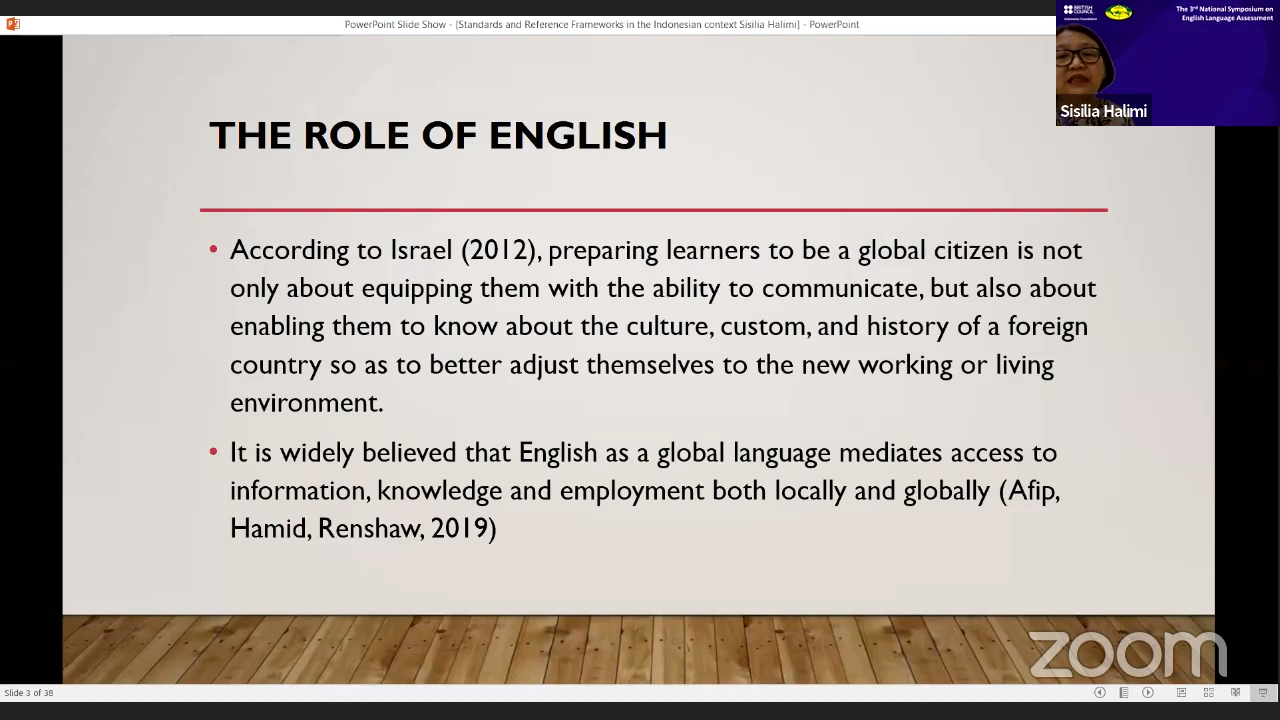 PowerPoint Slide Show - [Standards and Reference Frameworks in the Indonesian context Sisilia Halimi] - PowerPoint
BRITISH
COUNCIL
The 3rd National Symposium on
English Language Assessment
Sisilia Halimi
THE ROLE OF ENGLISH
• According to Israel (2012), preparing learners to be a global citizen is not
only about equipping them with the ability to communicate, but also about
enabling them to know about the culture, custom, and history of a foreign
country so as to better adjust themselves to the new working or living
environment.
• It is widely believed that English as a global language mediates access to
information, knowledge and employment both locally and globally (Afip,
Hamid, Renshaw, 2019)
zoom
Slide 3 of 38